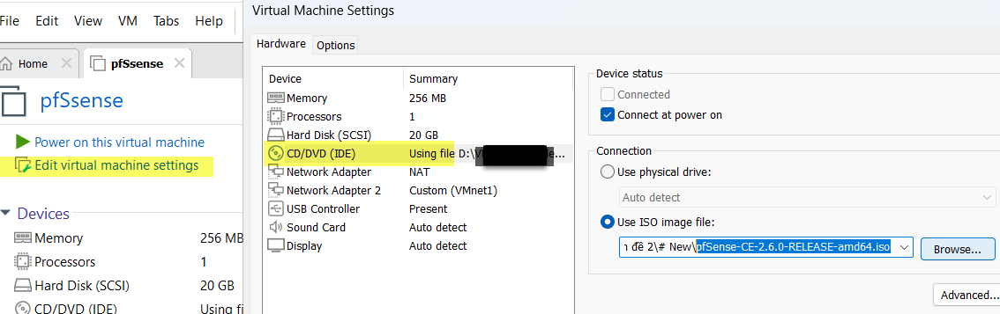 File Edit View VM Tabs Help
Home
pfSsense
pfSsense
Power on this virtual machine
Edit virtual machine settings
Devices
Memory 256 MB
Processors 1
Hard Disk (SCSI) 20 GB
CD/DVD (IDE) Using fi
Virtual Machine Settings
Hardware Options
Device Summary
Memory 256 MB
Processors 1
Hard Disk (SCSI) 20 GB
CD/DVD (IDE) Using file D:\ ...
Network Adapter NAT
Network Adapter 2 Custom (VMnet1)
USB Controller Present
Sound Card Auto detect
Display Auto detect
Device status
Connected
Connect at power on
Connection
Use physical drive:
Auto detect
Use ISO image file:
đề 2\# New\pfSense-CE-2.6.0-RELEASE-amd64.iso
Browse...
Advanced...